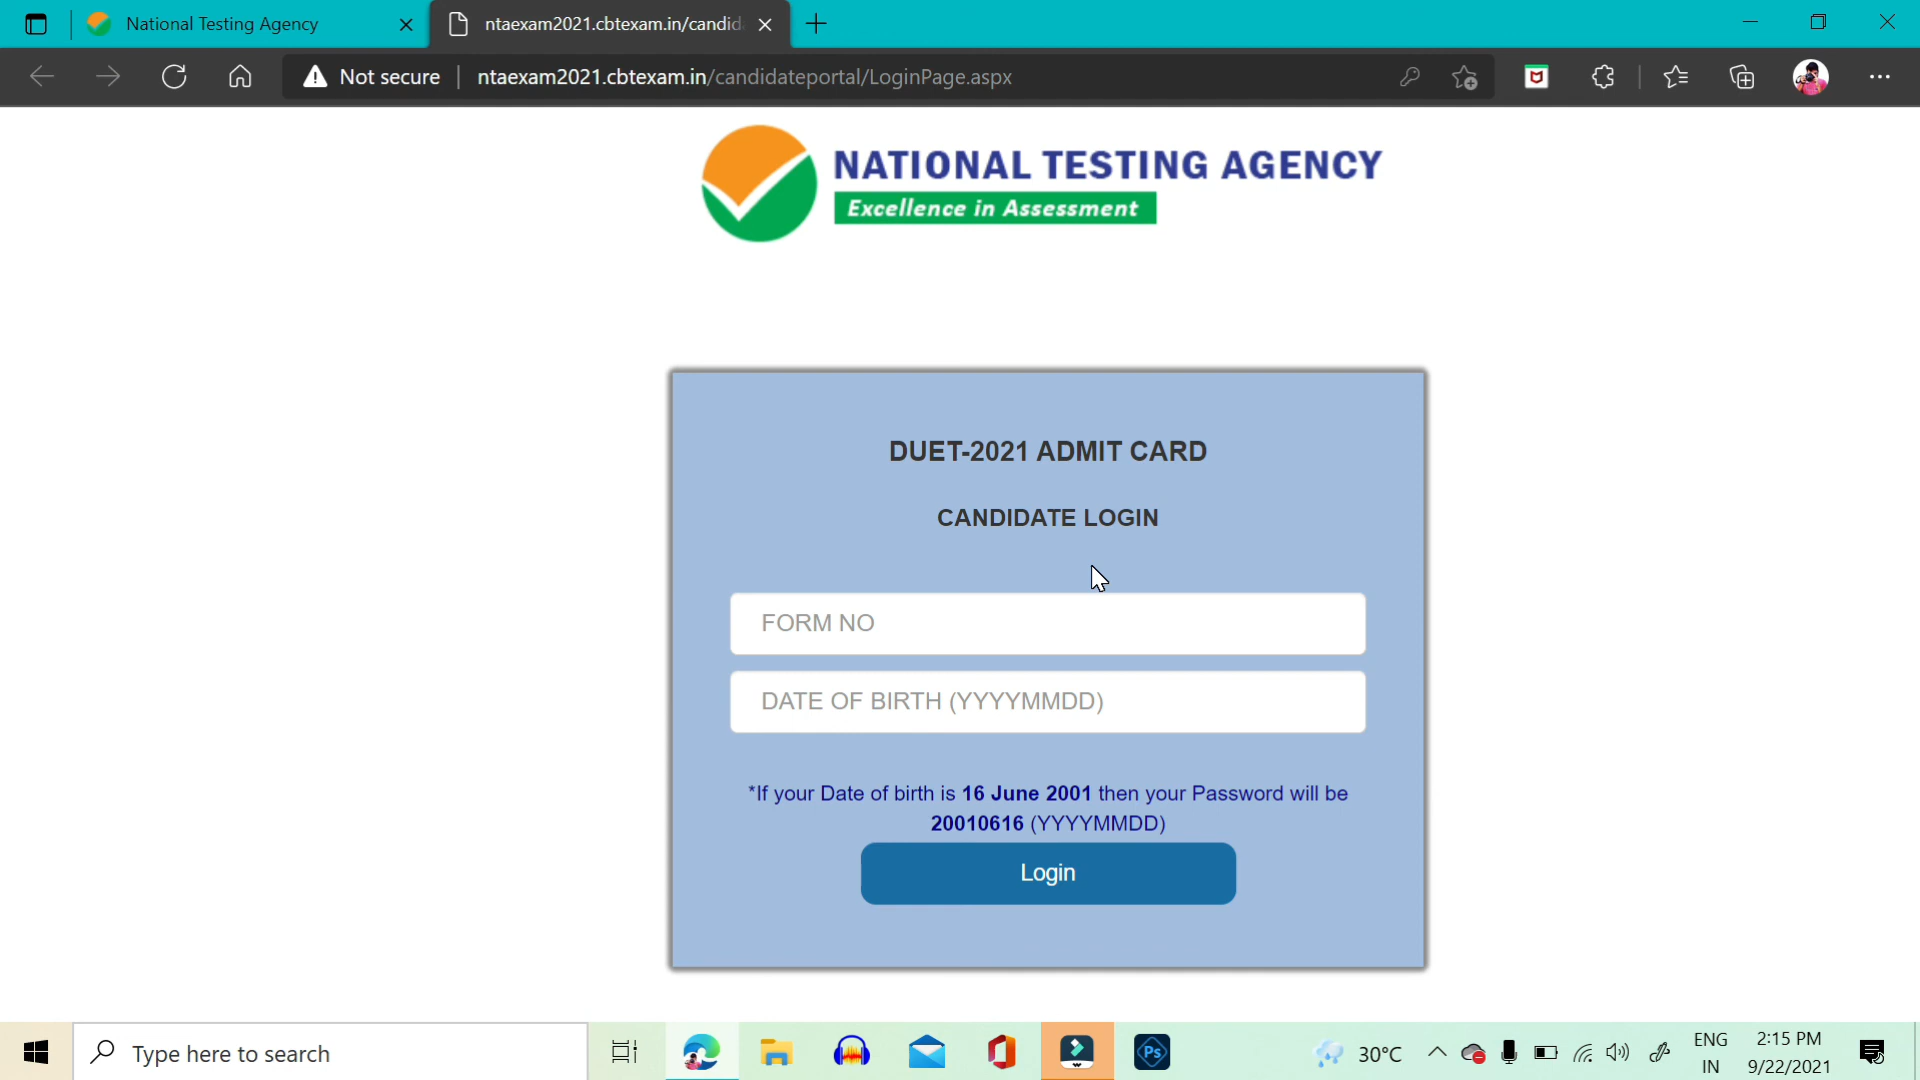 National Testing Agency
ntaexam2021.cbtexam.in/candid
Not secure
ntaexam2021.cbtexam.in/candidateportal/LoginPage.aspx
NATIONAL TESTING AGENCY
Excellence in Assessment
DUET-2021 ADMIT CARD
CANDIDATE LOGIN
FORM NO
DATE OF BIRTH (YYYYMMDD)
*If your Date of birth is 16 June 2001 then your Password will be
20010616 (YYYYMMDD)
Login
Type here to search
Ps
30°C
ENG
IN
2:15 PM
9/22/2021